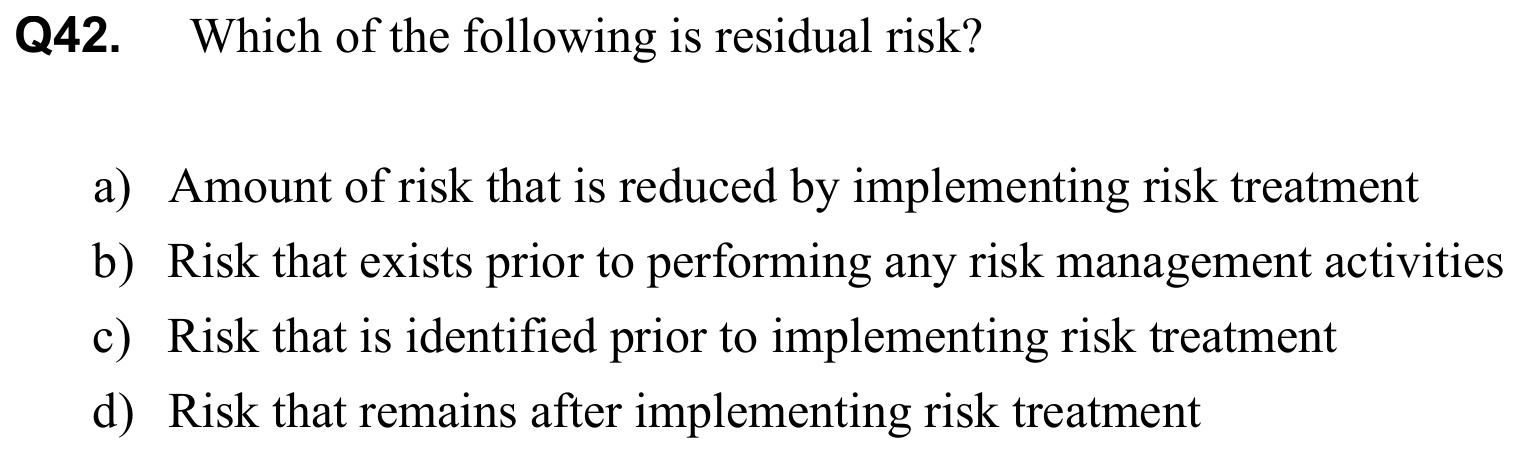 Q42. Which of the following is residual risk?
a) Amount of risk that is reduced by implementing risk treatment
b) Risk that exists prior to performing any risk management activities
c) Risk that is identified prior to implementing risk treatment
d) Risk that remains after implementing risk treatment